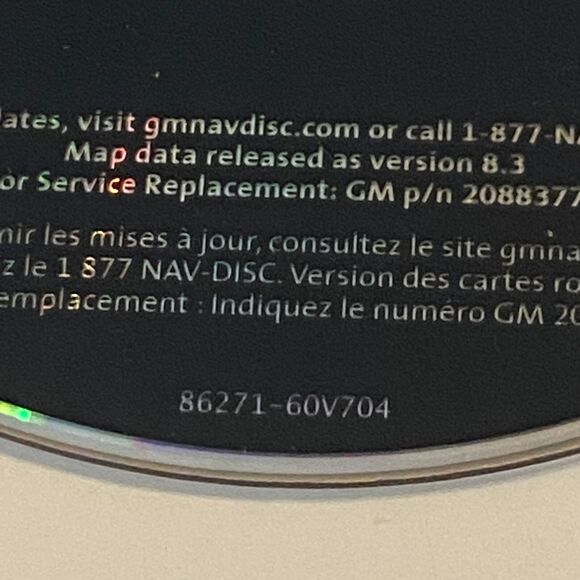 ates, visit gmnavdisc.com or call 1-877-NA
Map data released as version 8.3
or Service Replacement: GM p/n 2088377
nir les mises à jour, consultez le site gmna
z le 1 877 NAV-DISC. Version des cartes ro
emplacement : Indiquez le numéro GM 20
86271-60V704